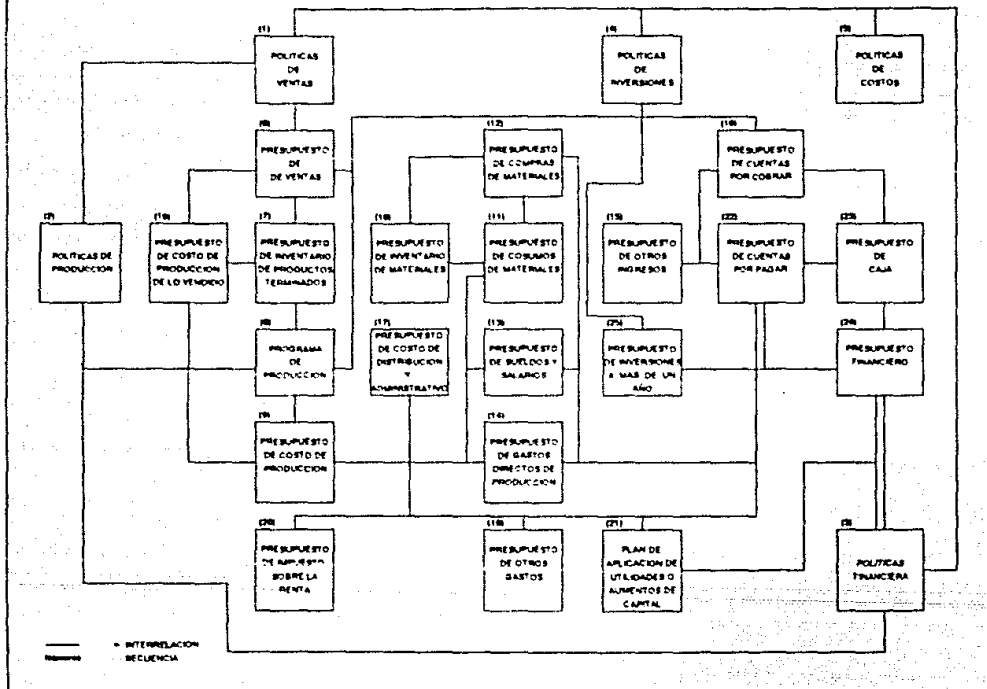 (1)
POLITICAS
DE
VENTAS
(4)
POLITICAS
DE
INVERSIONES
(5)
POLITICAS
DE
COSTOS
(6)
PRESUPUESTO
DE
VENTAS
(12)
PRESUPUESTO
DE COMPRAS
DE MATERIALES
PRESUPUESTO
DE CUENTAS
POR COBRAR
(2)
POLITICAS DE
PRODUCCION
PRESUPUESTO
DE COSTO DE
PRODUCCION
DE LO VENDIDO
(7)
PRESUPUESTO
DE INVENTARIO
DE PRODUCTOS
TERMINADOS
(10)
PRESUPUESTO
DE INVENTARIO
DE MATERIALES
(11)
PRESUPUESTO
DE COSUMOS
DE MATERIALES
(15)
PRESUPUESTO
DE OTROS
INGRESOS
(22)
PRESUPUESTO
DE CUENTAS
POR PAGAR
(23)
PRESUPUESTO
DE
CAJA
(8)
PROGRAMA
DE
PRODUCCION
(17)
PRESUPUESTO
DE COSTO DE
DISTRIBUCION
Y
ADMINISTRATIVO
(13)
PRESUPUESTO
DE SUELDOS Y
SALARIOS
(25)
PRESUPUESTO
DE INVERSIONES
A MAS DE UN
AÑO
(24)
PRESUPUESTO
FINANCIERO
(9)
PRESUPUESTO
DE COSTO DE
PRODUCCION
(14)
PRESUPUESTO
DE GASTOS
DIRECTOS DE
PRODUCCION
(20)
PRESUPUESTO
DE IMPUESTO
SOBRE LA
RENTA
PRESUPUESTO
DE OTROS
GASTOS
(21)
PLAN DE
APLICACION DE
UTILIDADES O
AUMENTOS DE
CAPITAL
(3)
POLITICAS
FINANCIERA
= INTERRELACION
Número SECUENCIA